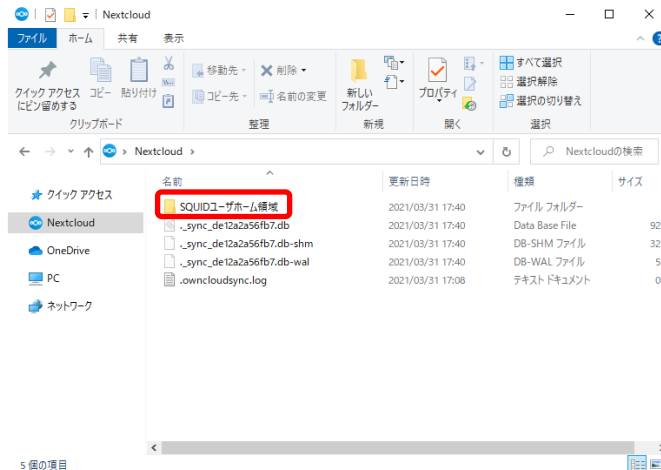 Nextcloud
ファイル ホーム 共有 表示
クイック アクセス
にピン留めする
コピー
貼り付け
移動先
コピー先
削除
名前の変更
新しい
フォルダー
プロパティ
すべて選択
選択解除
選択の切り替え
クリップボード 整理 新規 開く 選択
Nextcloud
Nextcloudの検索
名前 更新日時 種類 サイズ
クイック アクセス
Nextcloud
OneDrive
PC
ネットワーク
SQUIDユーザホーム領域 2021/03/31 17:40 ファイル フォルダー
._sync_de12a2a56fb7.db 2021/03/31 17:40 Data Base File 92
._sync_de12a2a56fb7.db-shm 2021/03/31 17:40 DB-SHM ファイル 32
._sync_de12a2a56fb7.db-wal 2021/03/31 17:40 DB-WAL ファイル 5
.owncloudsync.log 2021/03/31 17:08 テキスト ドキュメント 0
5 個の項目